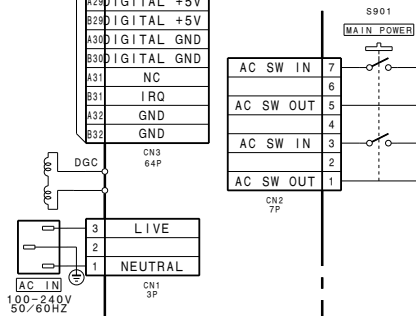 A29 DIGITAL +5V
B29 DIGITAL +5V
A30 DIGITAL GND
B30 DIGITAL GND
A31 NC
B31 IRQ
A32 GND
B32 GND
CN3
64P
DGC
3 LIVE
2
1 NEUTRAL
CN1
3P
AC IN
100-240V
50/60HZ
S901
MAIN POWER
AC SW IN 7
6
AC SW OUT 5
4
AC SW IN 3
2
AC SW OUT 1
CN2
7P